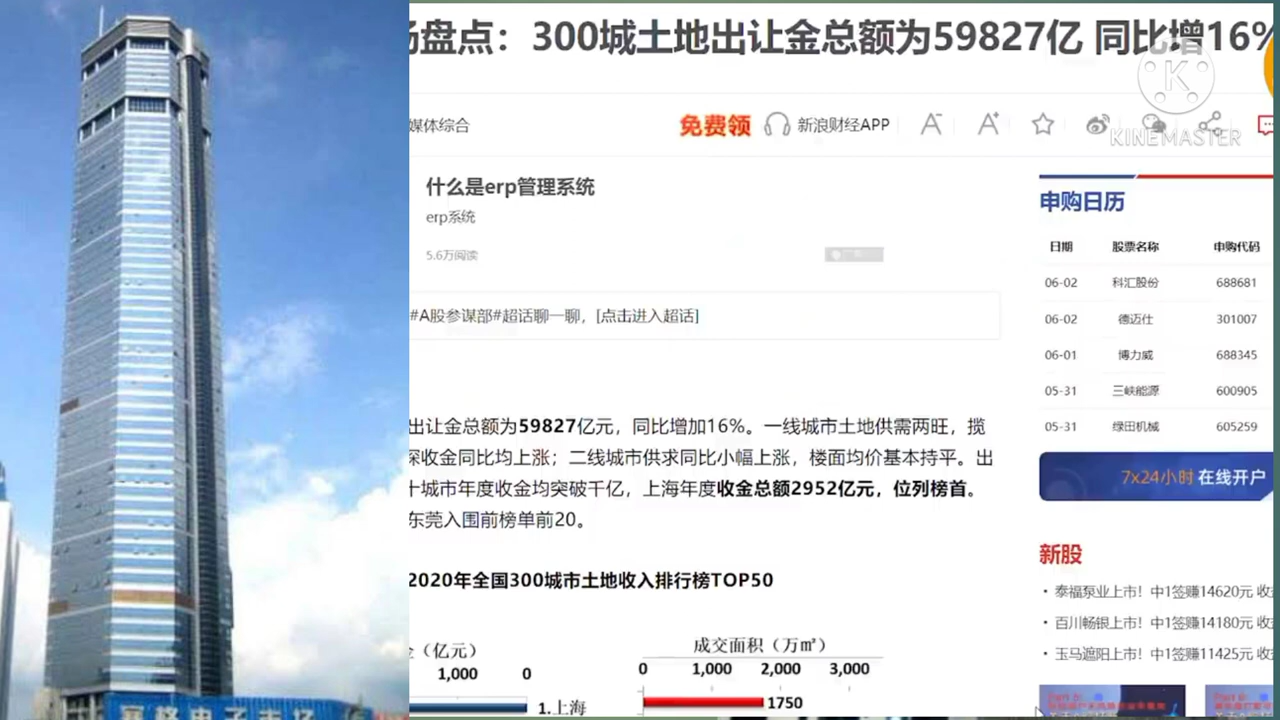 场盘点：300城土地出让金总额为59827亿 同比增16%
媒体综合
免费领
新浪财经APP
KINEMASTER
什么是erp管理系统
erp系统
5.6万阅读
#A股参谋部#超话聊一聊，[点击进入超话]
出让金总额为59827亿元，同比增加16%。一线城市土地供需两旺，揽
深收金同比均上涨；二线城市供求同比小幅上涨，楼面均价基本持平。出
十城市年度收金均突破千亿，上海年度收金总额2952亿元，位列榜首。
东莞入围前榜单前20。
2020年全国300城市土地收入排行榜TOP50
（亿元）
1,000 0
1.上海
成交面积（万㎡）
0 1,000 2,000 3,000
1750
申购日历
日期 股票名称 申购代码
06-02 科汇股份 688681
06-02 德迈仕 301007
06-01 博力威 688345
05-31 三峡能源 600905
05-31 绿田机械 605259
7x24小时 在线开户
新股
· 泰福泵业上市！中1签赚14620元 收
· 百川畅银上市！中1签赚14180元 收
· 玉马遮阳上市！中1签赚11425元 收
赛格电子市场